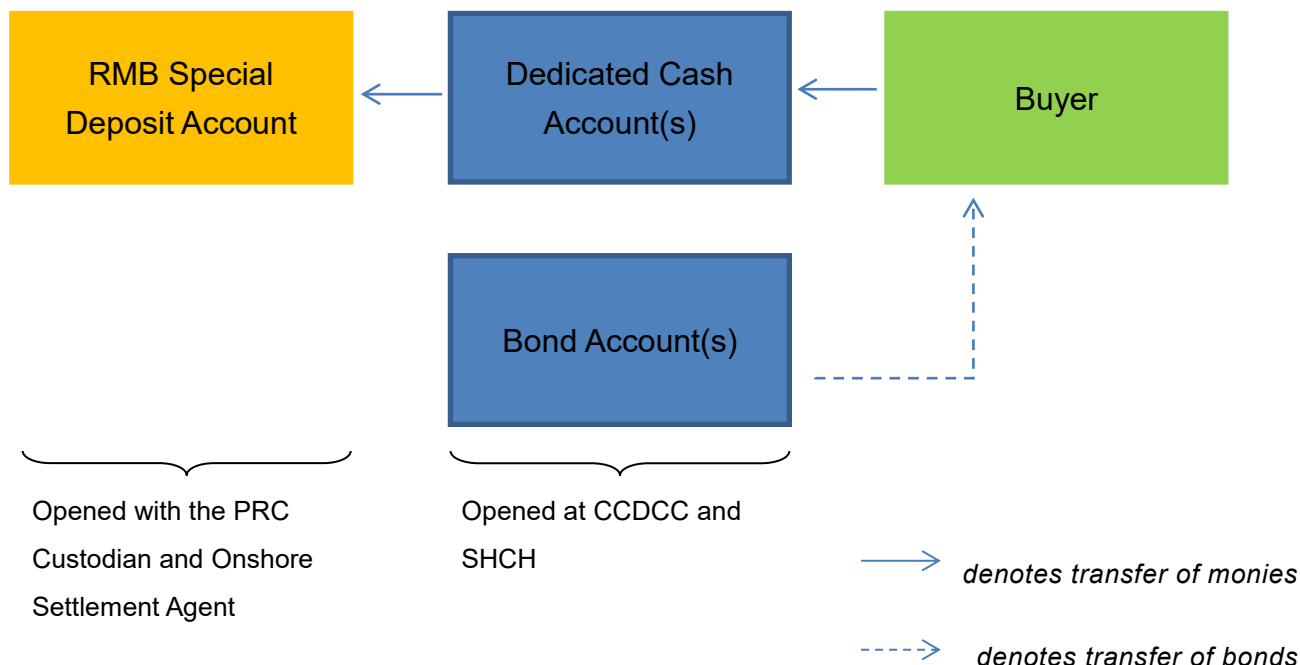 RMB Special
Deposit Account
Dedicated Cash
Account(s)
Buyer
Bond Account(s)
Opened with the PRC
Custodian and Onshore
Settlement Agent
Opened at CCDCC and
SHCH
denotes transfer of monies
denotes transfer of bonds